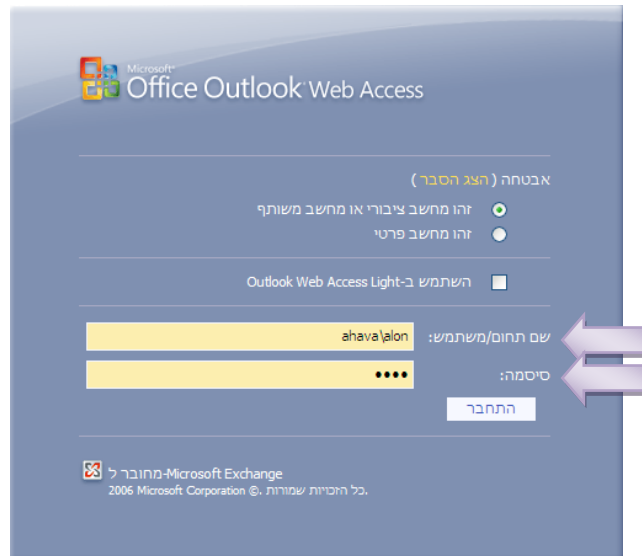 Microsoft
Office Outlook Web Access
אבטחה ( הצג הסבר )
זהו מחשב ציבורי או מחשב משותף
זהו מחשב פרטי
השתמש ב-Outlook Web Access Light
שם תחום/משתמש:
ahava\alon
סיסמה:
••••
התחבר
מחובר ל-Microsoft Exchange
2006 Microsoft Corporation ©. כל הזכויות שמורות.